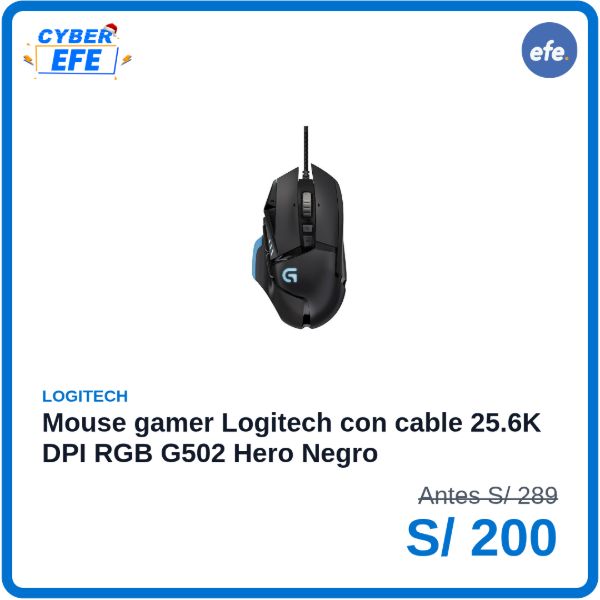 CYBER
EFE
efe.
G
LOGITECH
Mouse gamer Logitech con cable 25.6K
DPI RGB G502 Hero Negro
Antes S/ 289
S/ 200